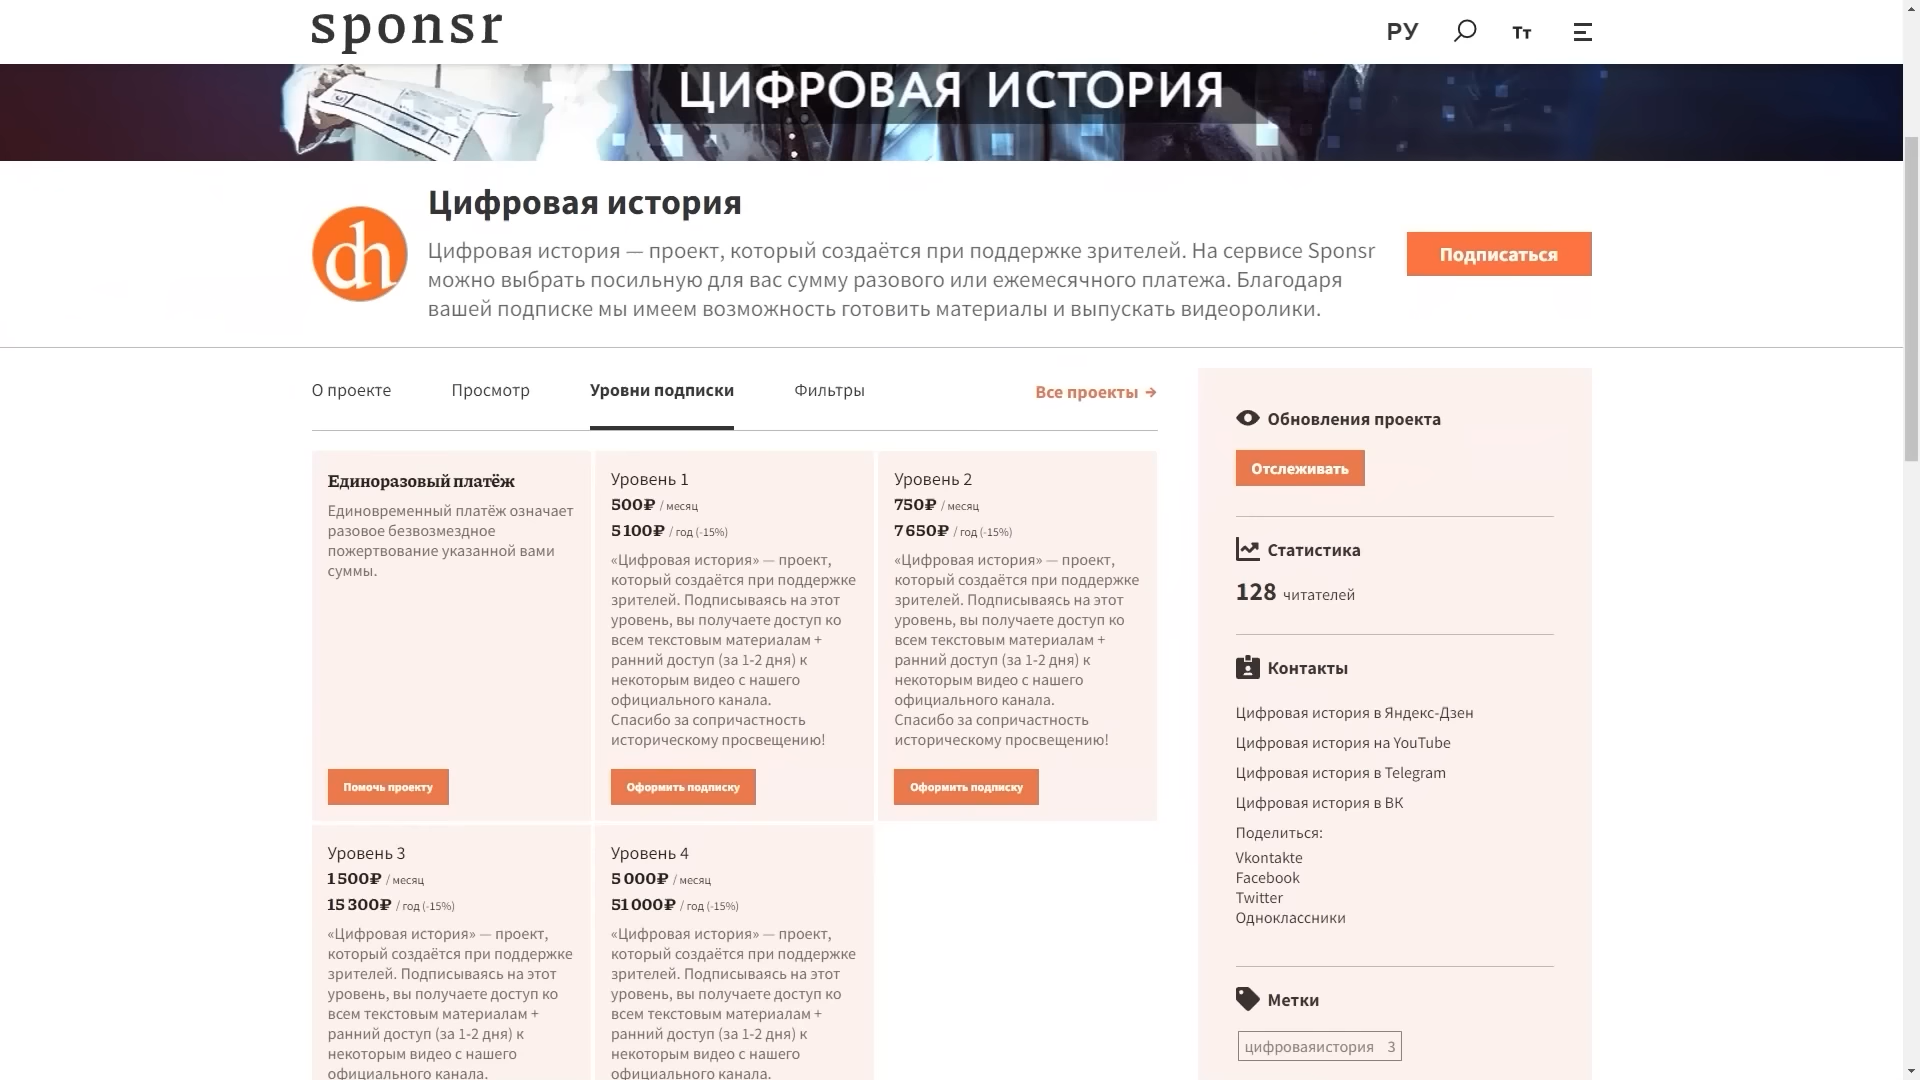 sponsr
РУ
Тт
ЦИФРОВАЯ ИСТОРИЯ
dh
Цифровая история
Цифровая история — проект, который создаётся при поддержке зрителей. На сервисе Sponsr
можно выбрать посильную для вас сумму разового или ежемесячного платежа. Благодаря
вашей подписке мы имеем возможность готовить материалы и выпускать видеоролики.
Подписаться
О проекте
Просмотр
Уровни подписки
Фильтры
Все проекты →
Единоразовый платёж
Единовременный платёж означает
разовое безвозмездное
пожертвование указанной вами
суммы.
Помочь проекту
Уровень 1
500₽ / месяц
5 100₽ / год (-15%)
«Цифровая история» — проект,
который создаётся при поддержке
зрителей. Подписываясь на этот
уровень, вы получаете доступ ко
всем текстовым материалам +
ранний доступ (за 1-2 дня) к
некоторым видео с нашего
официального канала.
Спасибо за сопричастность
историческому просвещению!
Оформить подписку
Уровень 2
750₽ / месяц
7 650₽ / год (-15%)
«Цифровая история» — проект,
который создаётся при поддержке
зрителей. Подписываясь на этот
уровень, вы получаете доступ ко
всем текстовым материалам +
ранний доступ (за 1-2 дня) к
некоторым видео с нашего
официального канала.
Спасибо за сопричастность
историческому просвещению!
Оформить подписку
Уровень 3
1 500₽ / месяц
15 300₽ / год (-15%)
«Цифровая история» — проект,
который создаётся при поддержке
зрителей. Подписываясь на этот
уровень, вы получаете доступ ко
всем текстовым материалам +
ранний доступ (за 1-2 дня) к
некоторым видео с нашего
официального канала.
Уровень 4
5 000₽ / месяц
51 000₽ / год (-15%)
«Цифровая история» — проект,
который создаётся при поддержке
зрителей. Подписываясь на этот
уровень, вы получаете доступ ко
всем текстовым материалам +
ранний доступ (за 1-2 дня) к
некоторым видео с нашего
официального канала.
Обновления проекта
Отслеживать
Статистика
128 читателей
Контакты
Цифровая история в Яндекс-Дзен
Цифровая история на YouTube
Цифровая история в Telegram
Цифровая история в ВК
Поделиться:
Vkontakte
Facebook
Twitter
Одноклассники
Метки
цифроваяистория 3